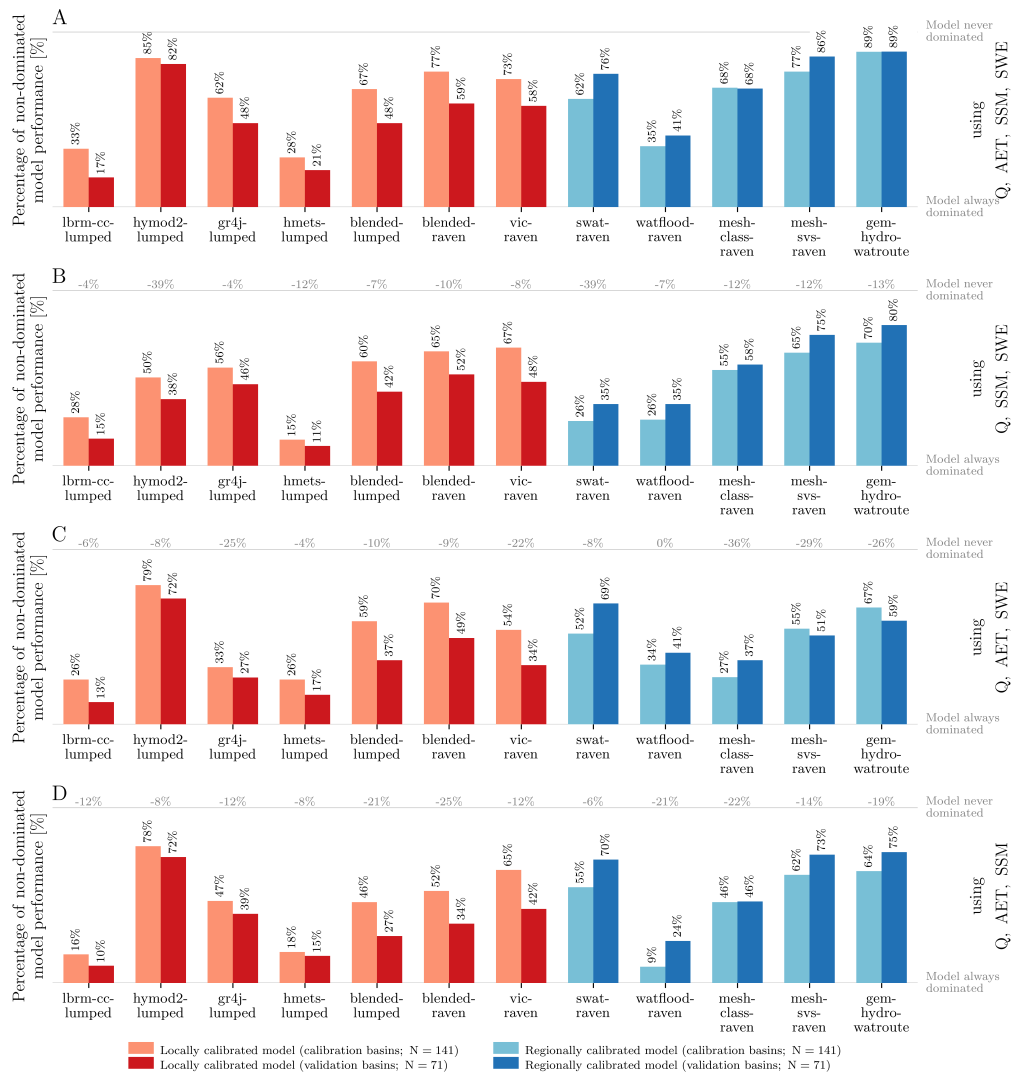 A
Percentage of non-dominated
model performance [%]
Model never
dominated
33%
17%
85%
82%
62%
48%
28%
21%
67%
48%
77%
59%
73%
58%
62%
76%
35%
41%
68%
68%
77%
86%
89%
89%
Model always
dominated
using
Q, AET, SSM, SWE
lbrm-cc-
lumped
hymod2-
lumped
gr4j-
lumped
hmets-
lumped
blended-
lumped
blended-
raven
vic-
raven
swat-
raven
watflood-
raven
mesh-
class-
raven
mesh-
svs-
raven
gem-
hydro-
watroute
B
Percentage of non-dominated
model performance [%]
-4% -39% -4% -12% -7% -10% -8% -39% -7% -12% -12% -13%
Model never
dominated
28%
15%
50%
38%
56%
46%
15%
11%
60%
42%
65%
52%
67%
48%
26%
35%
26%
35%
55%
58%
65%
75%
70%
80%
Model always
dominated
using
Q, SSM, SWE
lbrm-cc-
lumped
hymod2-
lumped
gr4j-
lumped
hmets-
lumped
blended-
lumped
blended-
raven
vic-
raven
swat-
raven
watflood-
raven
mesh-
class-
raven
mesh-
svs-
raven
gem-
hydro-
watroute
C
Percentage of non-dominated
model performance [%]
-6% -8% -25% -4% -10% -9% -22% -8% 0% -36% -29% -26%
Model never
dominated
26%
13%
79%
72%
33%
27%
26%
17%
59%
37%
70%
49%
54%
34%
52%
69%
34%
41%
27%
37%
55%
51%
67%
59%
Model always
dominated
using
Q, AET, SWE
lbrm-cc-
lumped
hymod2-
lumped
gr4j-
lumped
hmets-
lumped
blended-
lumped
blended-
raven
vic-
raven
swat-
raven
watflood-
raven
mesh-
class-
raven
mesh-
svs-
raven
gem-
hydro-
watroute
D
Percentage of non-dominated
model performance [%]
-12% -8% -12% -8% -21% -25% -12% -6% -21% -22% -14% -19%
Model never
dominated
16%
10%
78%
72%
47%
39%
18%
15%
46%
27%
52%
34%
65%
42%
55%
70%
9%
24%
46%
46%
62%
73%
64%
75%
Model always
dominated
using
Q, AET, SSM
lbrm-cc-
lumped
hymod2-
lumped
gr4j-
lumped
hmets-
lumped
blended-
lumped
blended-
raven
vic-
raven
swat-
raven
watflood-
raven
mesh-
class-
raven
mesh-
svs-
raven
gem-
hydro-
watroute
Locally calibrated model (calibration basins; N = 141)
Locally calibrated model (validation basins; N = 71)
Regionally calibrated model (calibration basins; N = 141)
Regionally calibrated model (validation basins; N = 71)